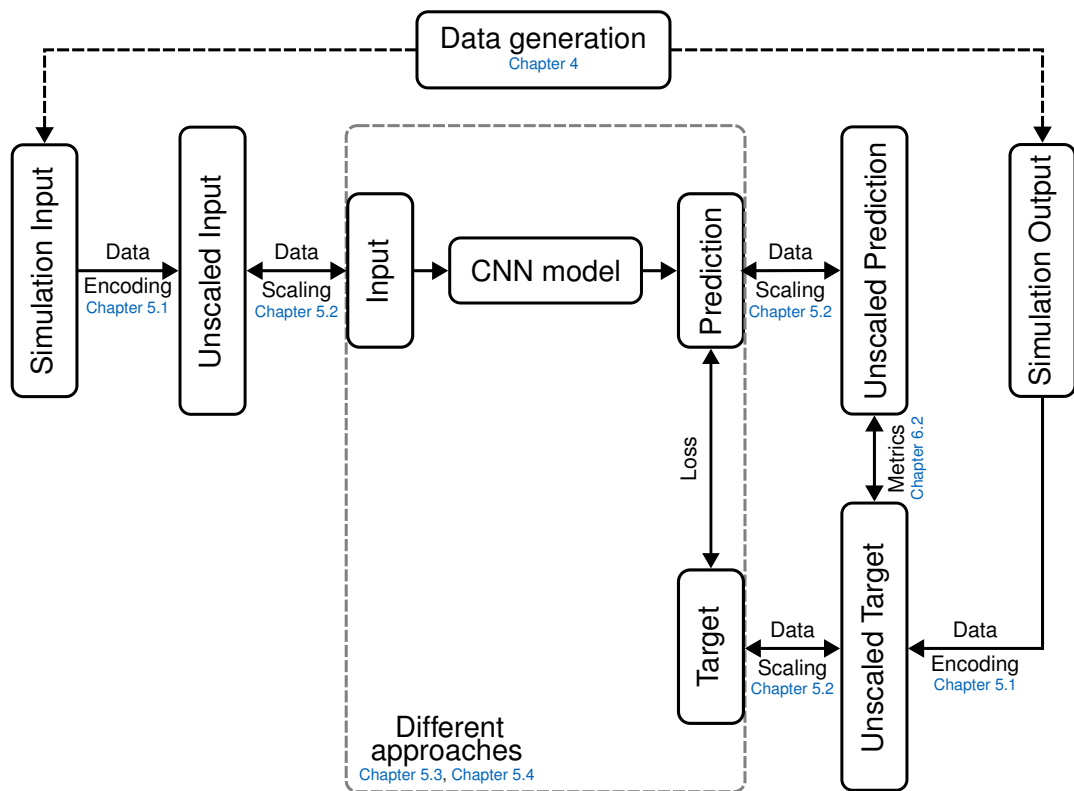 Data generation
Chapter 4
Simulation Input
Data
Encoding
Chapter 5.1
Unscaled Input
Data
Scaling
Chapter 5.2
Input
CNN model
Prediction
Data
Scaling
Chapter 5.2
Unscaled Prediction
Simulation Output
Loss
Metrics
Chapter 6.2
Target
Data
Scaling
Chapter 5.2
Unscaled Target
Data
Encoding
Chapter 5.1
Different
approaches
Chapter 5.3, Chapter 5.4